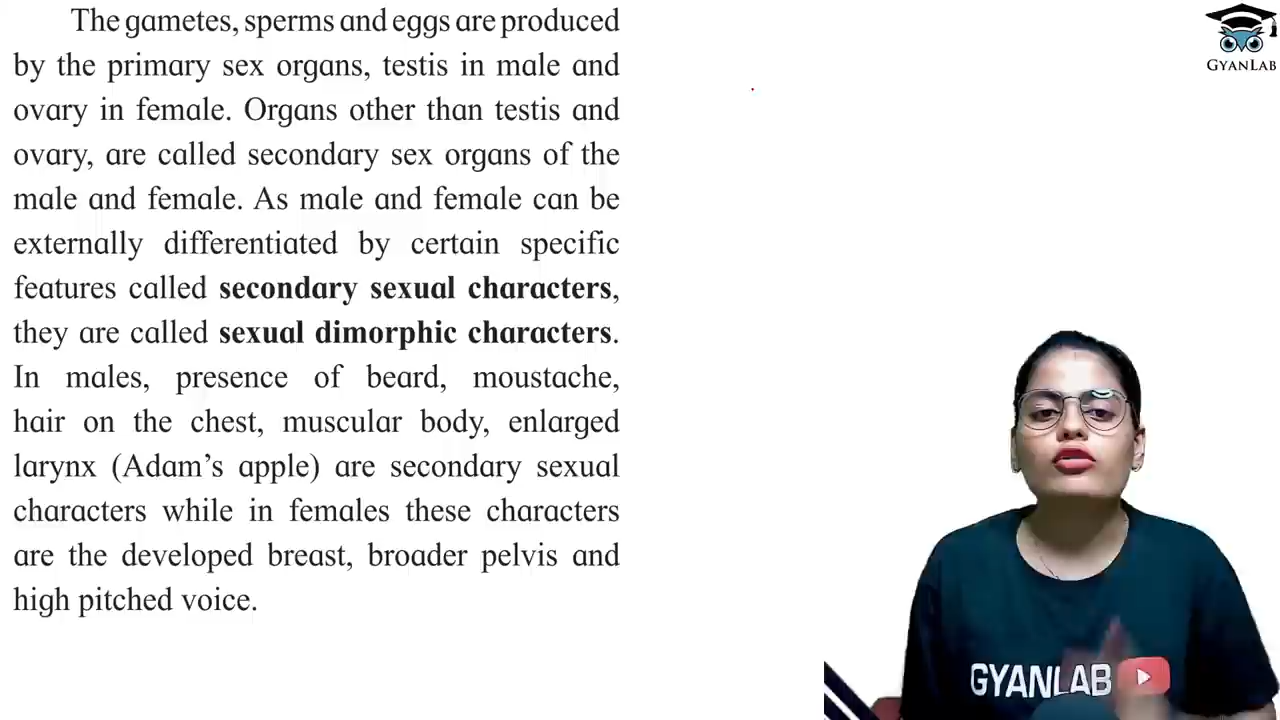 The gametes, sperms and eggs are produced
by the primary sex organs, testis in male and
ovary in female. Organs other than testis and
ovary, are called secondary sex organs of the
male and female. As male and female can be
externally differentiated by certain specific
features called secondary sexual characters,
they are called sexual dimorphic characters.
In males, presence of beard, moustache,
hair on the chest, muscular body, enlarged
larynx (Adam’s apple) are secondary sexual
characters while in females these characters
are the developed breast, broader pelvis and
high pitched voice.
GYANLAB
GYANLAB